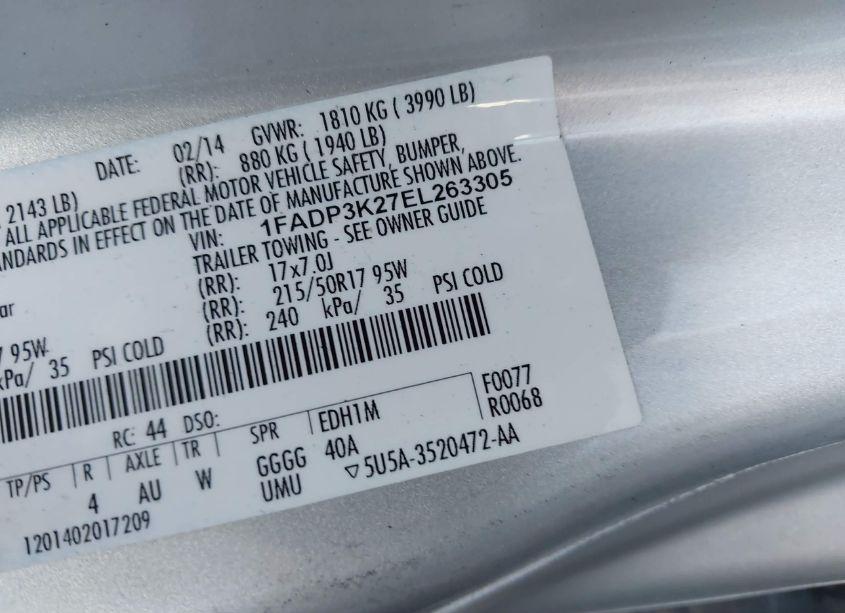 DATE: 02/14 GVWR: 1810 KG ( 3990 LB)
2143 LB) (RR): 880 KG ( 1940 LB)
ALL APPLICABLE FEDERAL MOTOR VEHICLE SAFETY, BUMPER,
IN EFFECT ON THE DATE OF MANUFACTURE SHOWN ABOVE.
VIN: 1FADP3K27EL263305
TRAILER TOWING - SEE OWNER GUIDE
(RR): 17x7.0J
95W (RR): 215/50R17 95W
kPa/ 35 PSI COLD (RR): 240 kPa/ 35 PSI COLD
RC: 44 DSO:
TP/PS R AXLE TR SPR EDH1M F0077
4 AU W GGGG 40A R0068
UMU ▽5U5A-3520472-AA
1201402017209